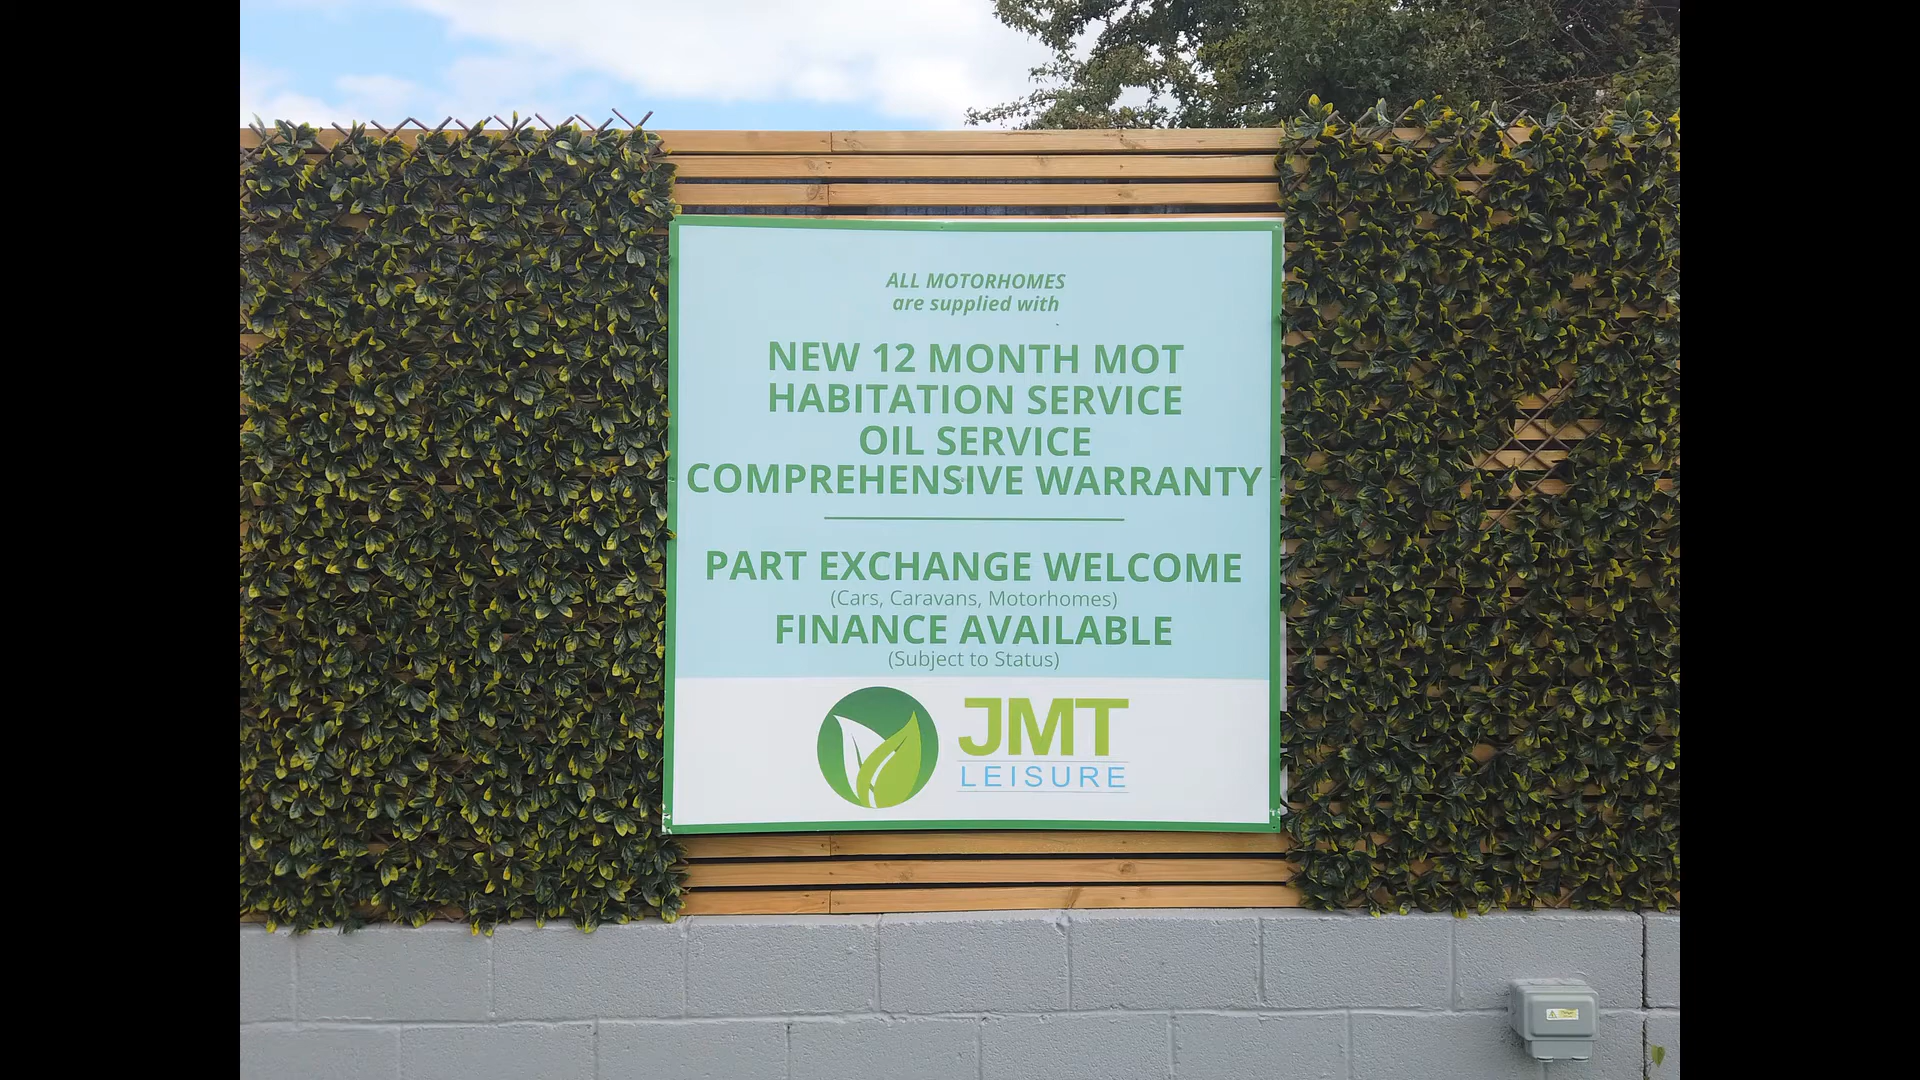 ALL MOTORHOMES
are supplied with
NEW 12 MONTH MOT
HABITATION SERVICE
OIL SERVICE
COMPREHENSIVE WARRANTY
PART EXCHANGE WELCOME
(Cars, Caravans, Motorhomes)
FINANCE AVAILABLE
(Subject to Status)
JMT
LEISURE